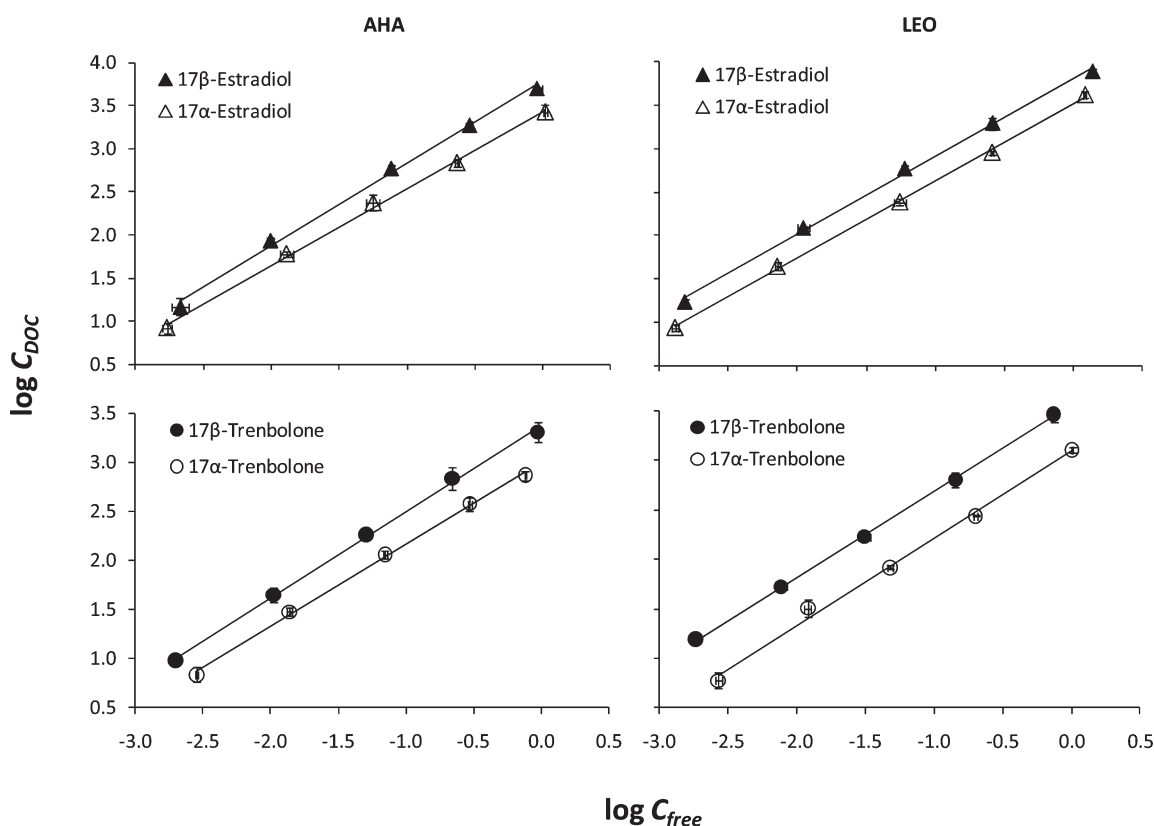 AHA
LEO
17β-Estradiol
17α-Estradiol
17β-Estradiol
17α-Estradiol
4.0
3.5
3.0
2.5
2.0
1.5
1.0
0.5
log C_DOC
17β-Trenbolone
17α-Trenbolone
17β-Trenbolone
17α-Trenbolone
3.5
3.0
2.5
2.0
1.5
1.0
0.5
-3.0 -2.5 -2.0 -1.5 -1.0 -0.5 0.0 0.5
-3.0 -2.5 -2.0 -1.5 -1.0 -0.5 0.0 0.5
log C_free